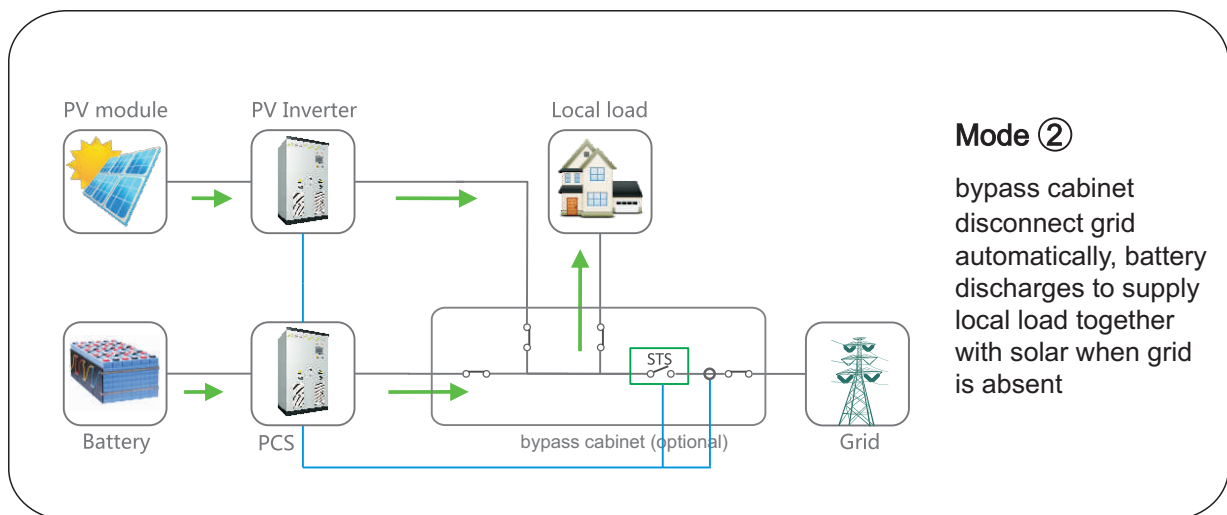 PV module
PV Inverter
Local load
Mode ②
bypass cabinet
disconnect grid
automatically, battery
discharges to supply
local load together
with solar when grid
is absent
STS
Battery
PCS
bypass cabinet (optional)
Grid